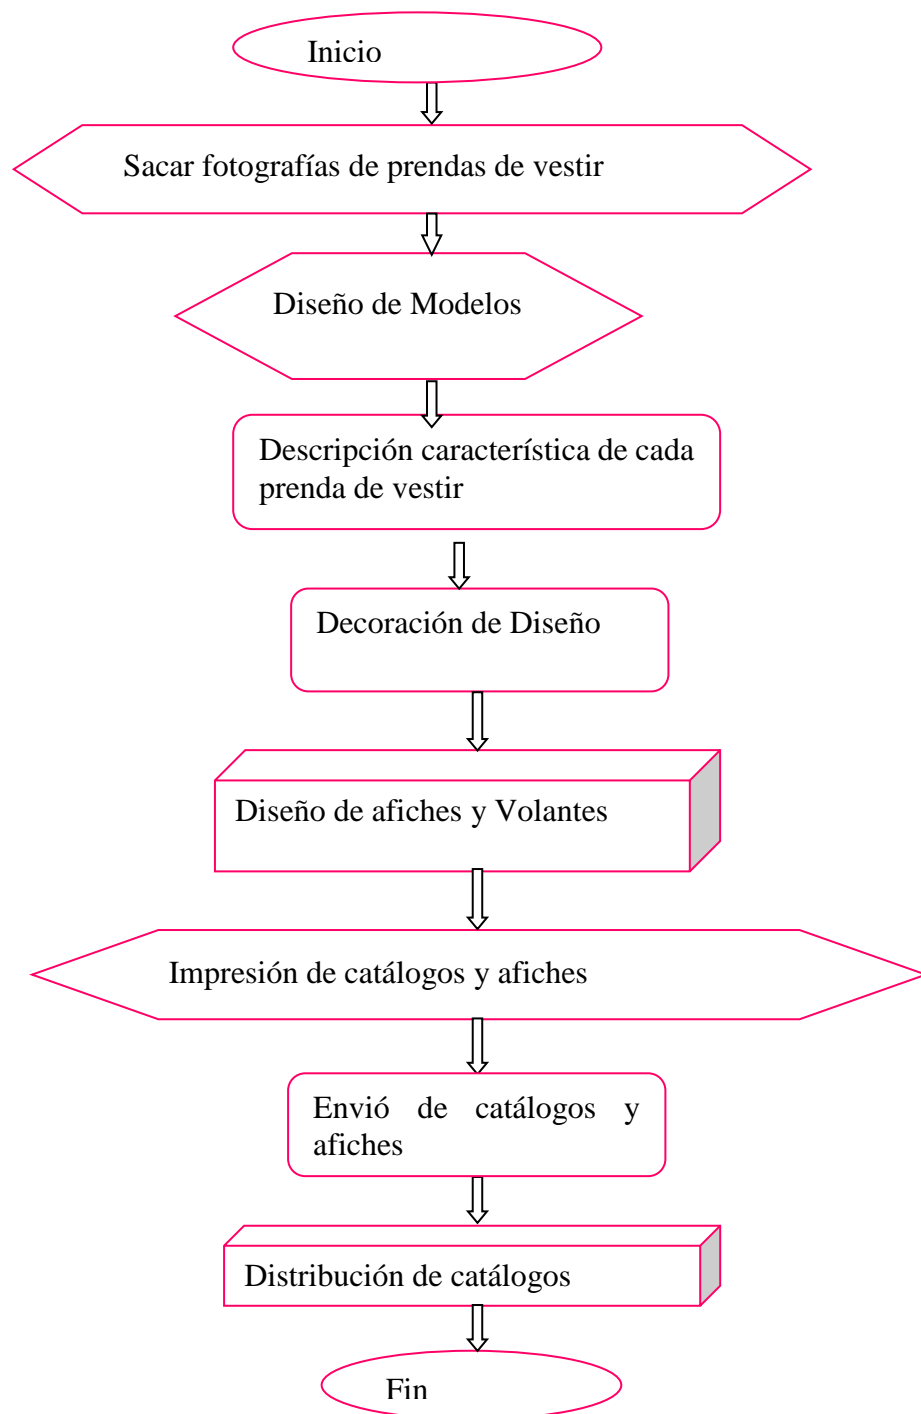 Inicio
Sacar fotografías de prendas de vestir
Diseño de Modelos
Descripción característica de cada
prenda de vestir
Decoración de Diseño
Diseño de afiches y Volantes
Impresión de catálogos y afiches
Envió de catálogos y
afiches
Distribución de catálogos
Fin